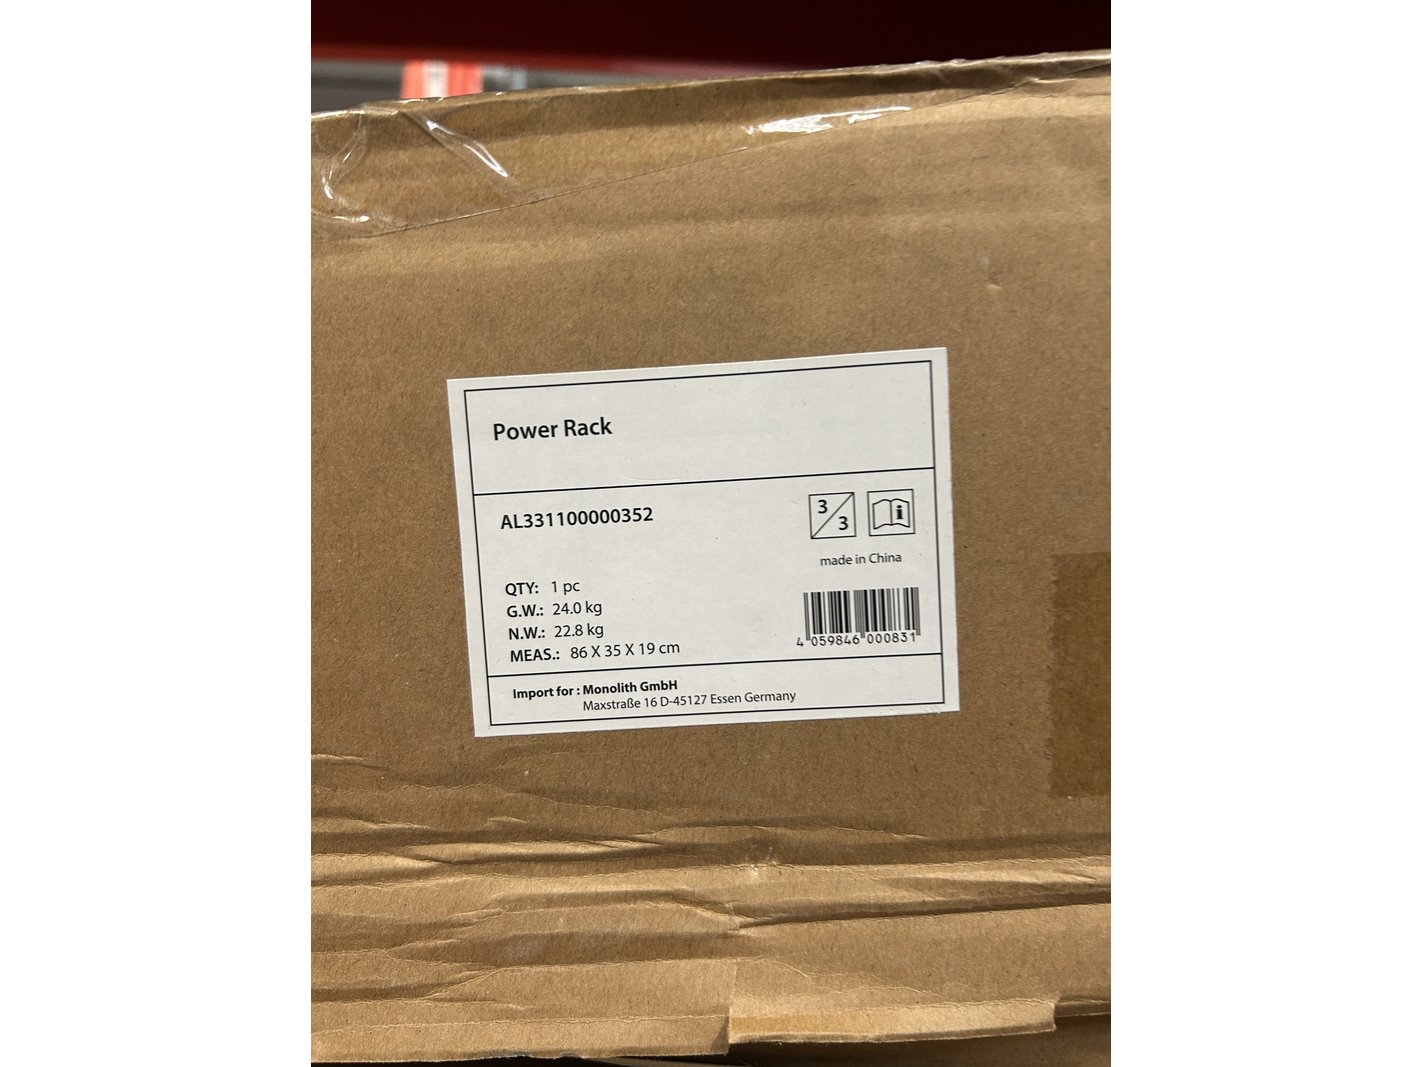 Power Rack
AL331100000352
3
3
i
made in China
QTY: 1 pc
G.W.: 24.0 kg
N.W.: 22.8 kg
MEAS.: 86 X 35 X 19 cm
4 059846 000831
Import for : Monolith GmbH
Maxstraße 16 D-45127 Essen Germany